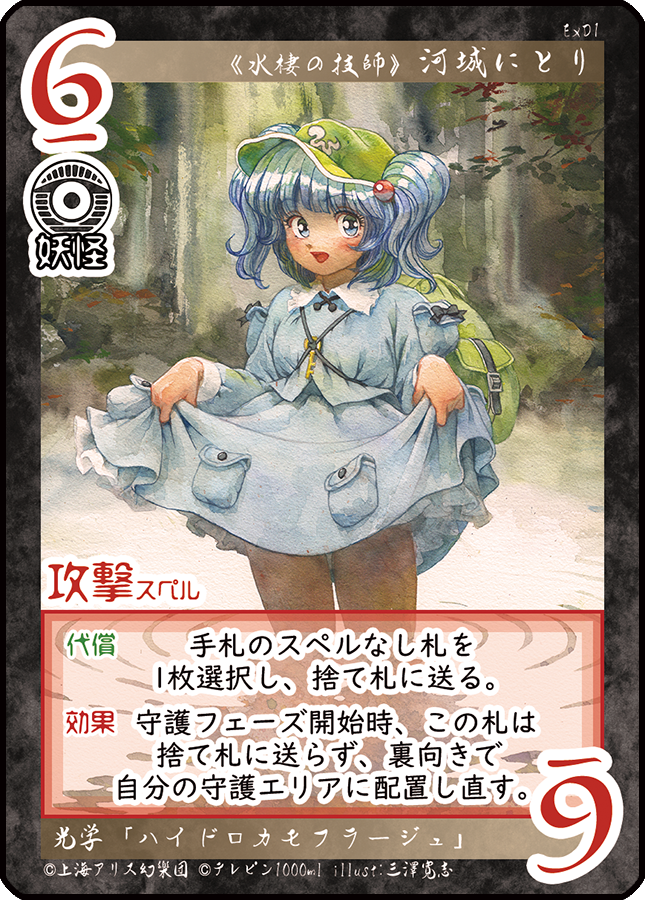 ExD1
6
《水棲の技師》河城にとり
妖怪
攻撃スペル
代償 手札のスペルなし札を
1枚選択し、捨て札に送る。
効果 守護フェーズ開始時、この札は
捨て札に送らず、裏向きで
自分の守護エリアに配置し直す。
6
光学「ハイドロカモフラージュ」
©上海アリス幻樂団 ©テレピン1000ml illust:三澤寛志